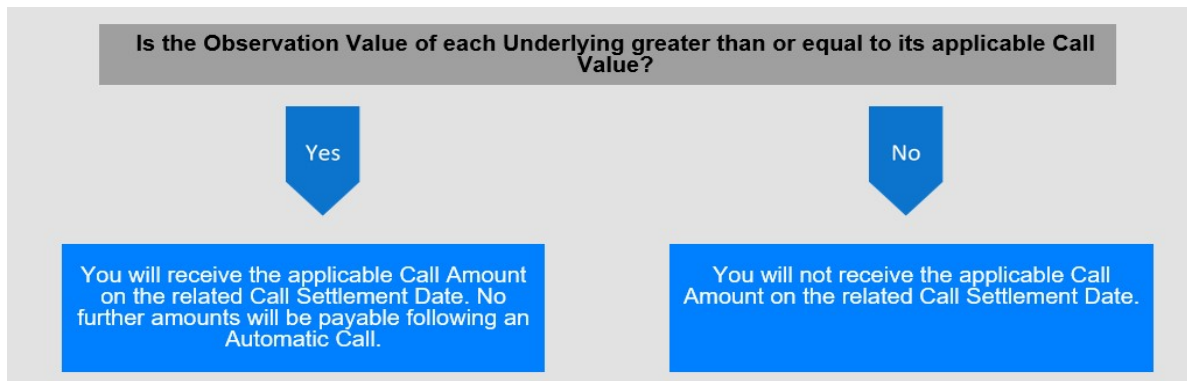 Is the Observation Value of each Underlying greater than or equal to its applicable Call
Value?
Yes
No
You will receive the applicable Call Amount
on the related Call Settlement Date. No
further amounts will be payable following an
Automatic Call.
You will not receive the applicable Call
Amount on the related Call Settlement Date.